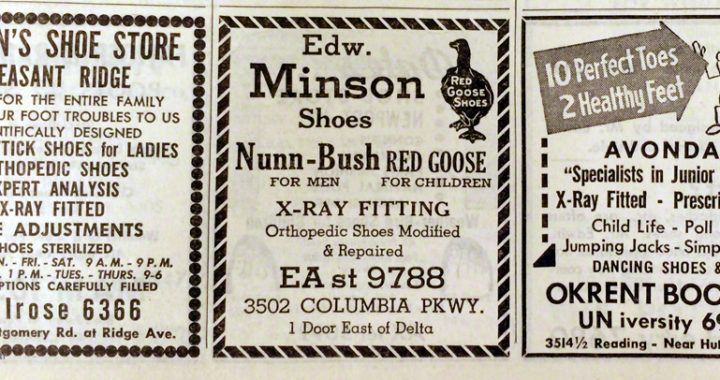 N'S SHOE STORE
EASANT RIDGE
FOR THE ENTIRE FAMILY
UR FOOT TROUBLES TO US
NTIFICALLY DESIGNED
TICK SHOES for LADIES
THOPEDIC SHOES
XPERT ANALYSIS
X-RAY FITTED
E ADJUSTMENTS
HOES STERILIZED
N. - FRI. - SAT. 9 A.M. - 9 P.M.
. 1 P.M. - TUES. - THURS. 9-6
PTIONS CAREFULLY FILLED
lrose 6366
tgomery Rd. at Ridge Ave.
Edw.
Minson
Shoes
RED
GOOSE
SHOES
Nunn-Bush RED GOOSE
FOR MEN FOR CHILDREN
X-RAY FITTING
Orthopedic Shoes Modified
& Repaired
EA st 9788
3502 COLUMBIA PKWY.
1 Door East of Delta
10 Perfect Toes
2 Healthy Feet
AVONDA
"Specialists in Junior
X-Ray Fitted - Prescri
Child Life - Poll
Jumping Jacks - Simp
DANCING SHOES &
OKRENT BOO
UN iversity 69
3514½ Reading - Near Hut